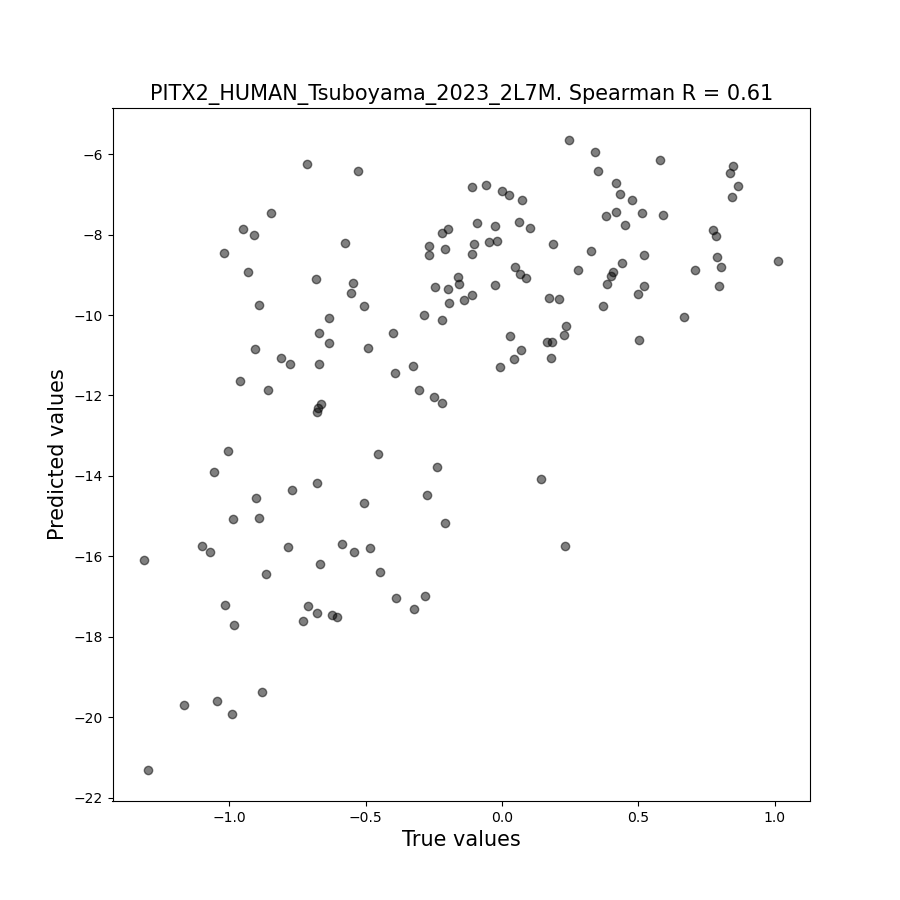 PITX2_HUMAN_Tsuboyama_2023_2L7M. Spearman R = 0.61
Predicted values
−6
−8
−10
−12
−14
−16
−18
−20
−22
−1.0 −0.5 0.0 0.5 1.0
True values